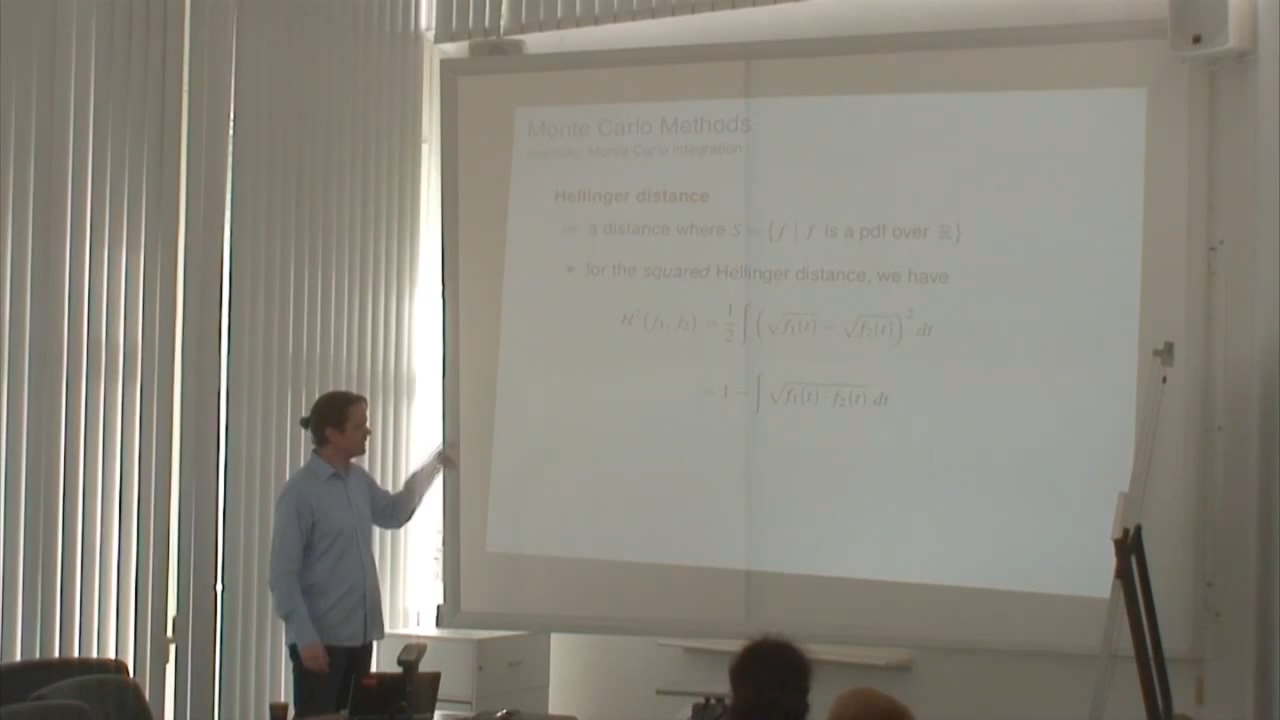 Monte Carlo Methods
Example: Monte Carlo Integration
Hellinger distance
a distance where S = {f | f is a pdf over ℝ}
► for the squared Hellinger distance, we have
H²(f₁, f₂) = 1/2 ∫ (√f₁(t) − √f₂(t))² dt
= 1 − ∫ √(f₁(t) · f₂(t)) dt